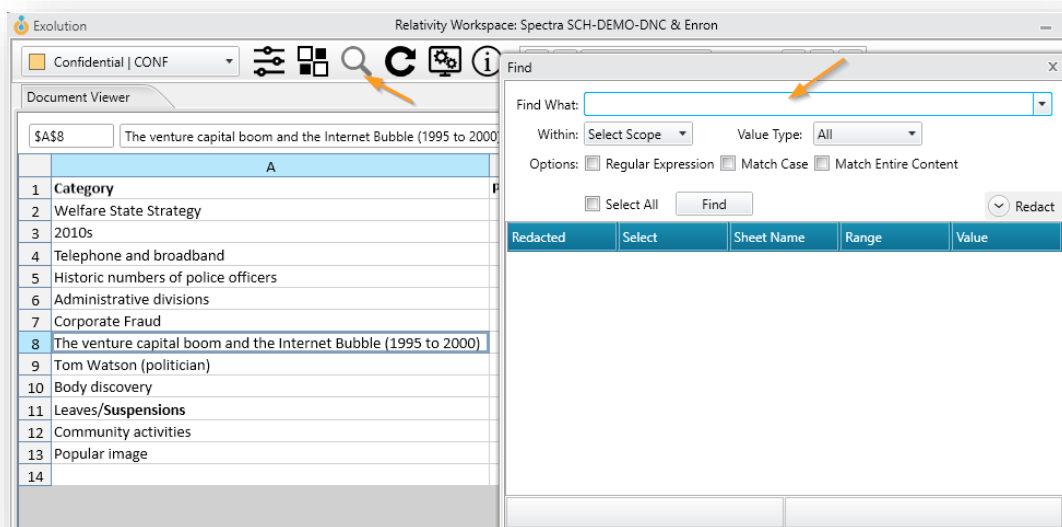 Exolution
Relativity Workspace: Spectra SCH-DEMO-DNC & Enron
Confidential | CONF
Document Viewer
$A$8
The venture capital boom and the Internet Bubble (1995 to 2000)
A
1 Category
2 Welfare State Strategy
3 2010s
4 Telephone and broadband
5 Historic numbers of police officers
6 Administrative divisions
7 Corporate Fraud
8 The venture capital boom and the Internet Bubble (1995 to 2000)
9 Tom Watson (politician)
10 Body discovery
11 Leaves/Suspensions
12 Community activities
13 Popular image
14
Find
X
Find What:
Within: Select Scope Value Type: All
Options: Regular Expression Match Case Match Entire Content
Select All Find Redact
Redacted Select Sheet Name Range Value